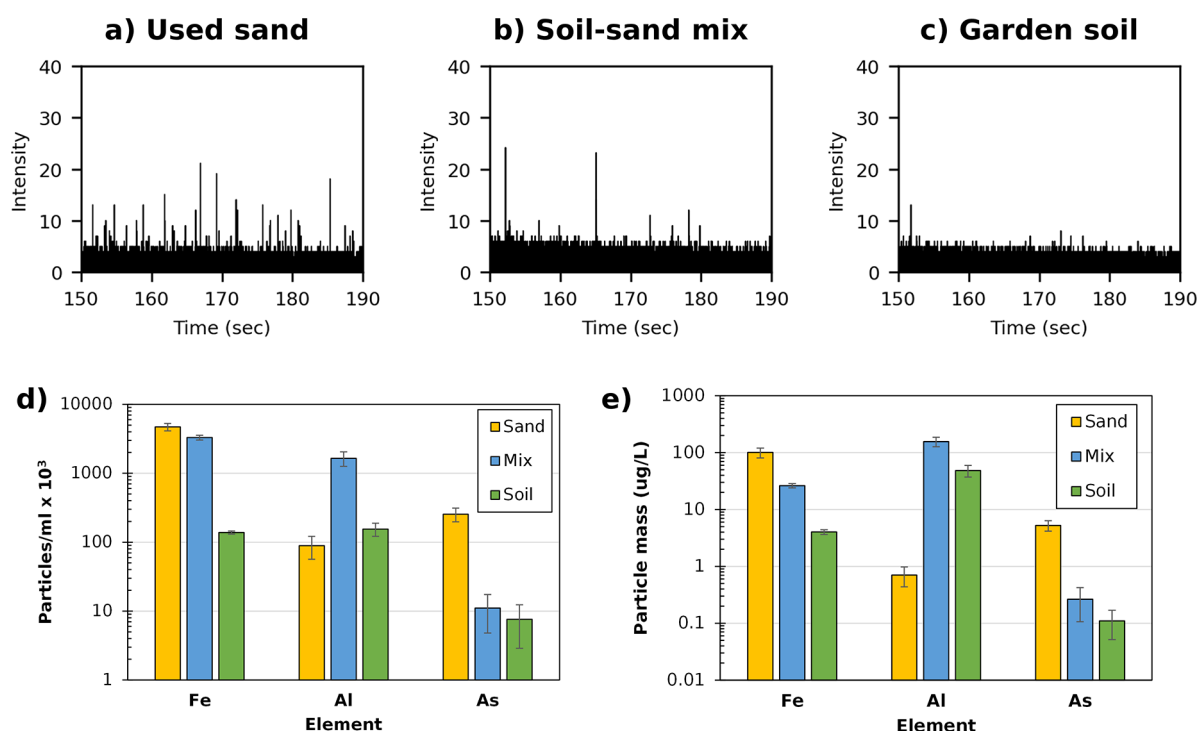 a) Used sand
b) Soil-sand mix
c) Garden soil
40
30
20
10
0
Intensity
150 160 170 180 190
Time (sec)
40
30
20
10
0
Intensity
150 160 170 180 190
Time (sec)
40
30
20
10
0
Intensity
150 160 170 180 190
Time (sec)
d)
10000
1000
100
10
1
Particles/ml x 10³
Sand
Mix
Soil
Fe Al As
Element
e)
1000
100
10
1
0.1
0.01
Particle mass (ug/L)
Sand
Mix
Soil
Fe Al As
Element